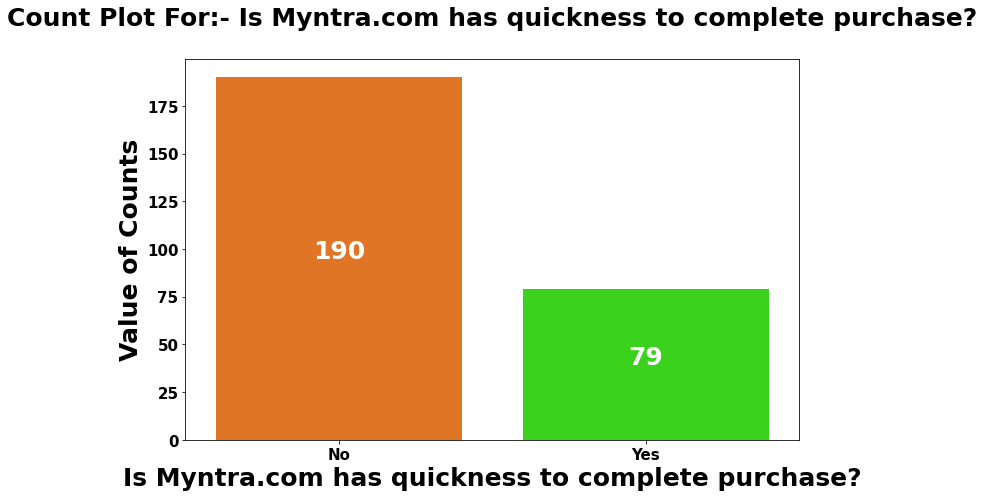 Count Plot For:- Is Myntra.com has quickness to complete purchase?
Value of Counts
175
150
125
100
75
50
25
0
190
79
No
Yes
Is Myntra.com has quickness to complete purchase?